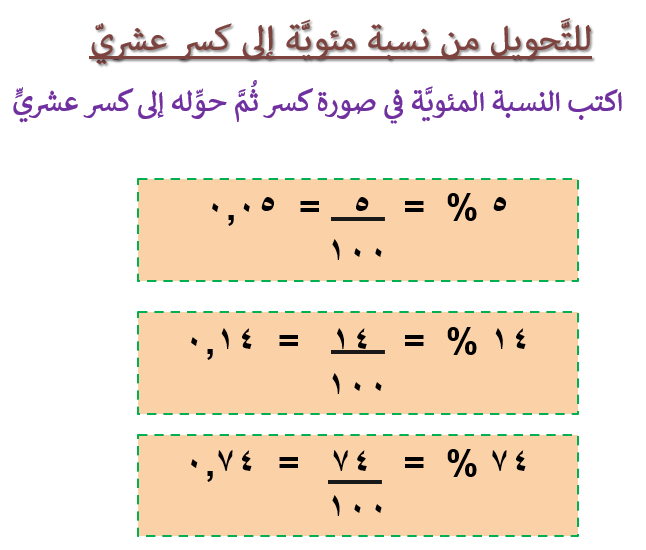 للتَّحويل من نسبة مئويَّة إلى كسر عشريّ
اكتب النسبة المئويَّة في صورة كسر ثُمَّ حوِّله إلى كسر عشريٍّ
٥ % = ٥/١٠٠ = ٠,٠٥
١٤ % = ١٤/١٠٠ = ٠,١٤
٧٤ % = ٧٤/١٠٠ = ٠,٧٤